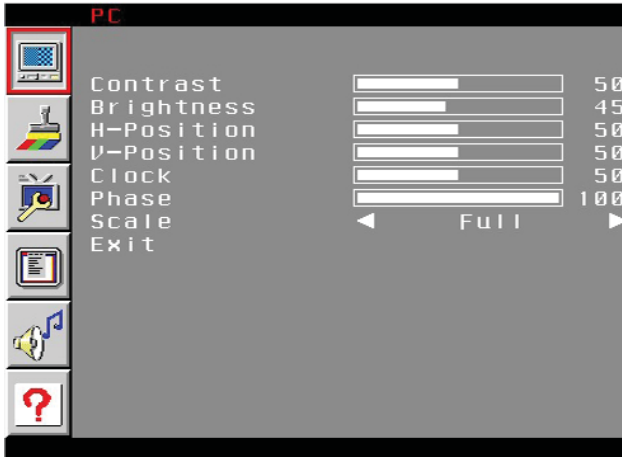 PC
Contrast 50
Brightness 45
H-Position 50
V-Position 50
Clock 50
Phase 100
Scale Full
Exit
?